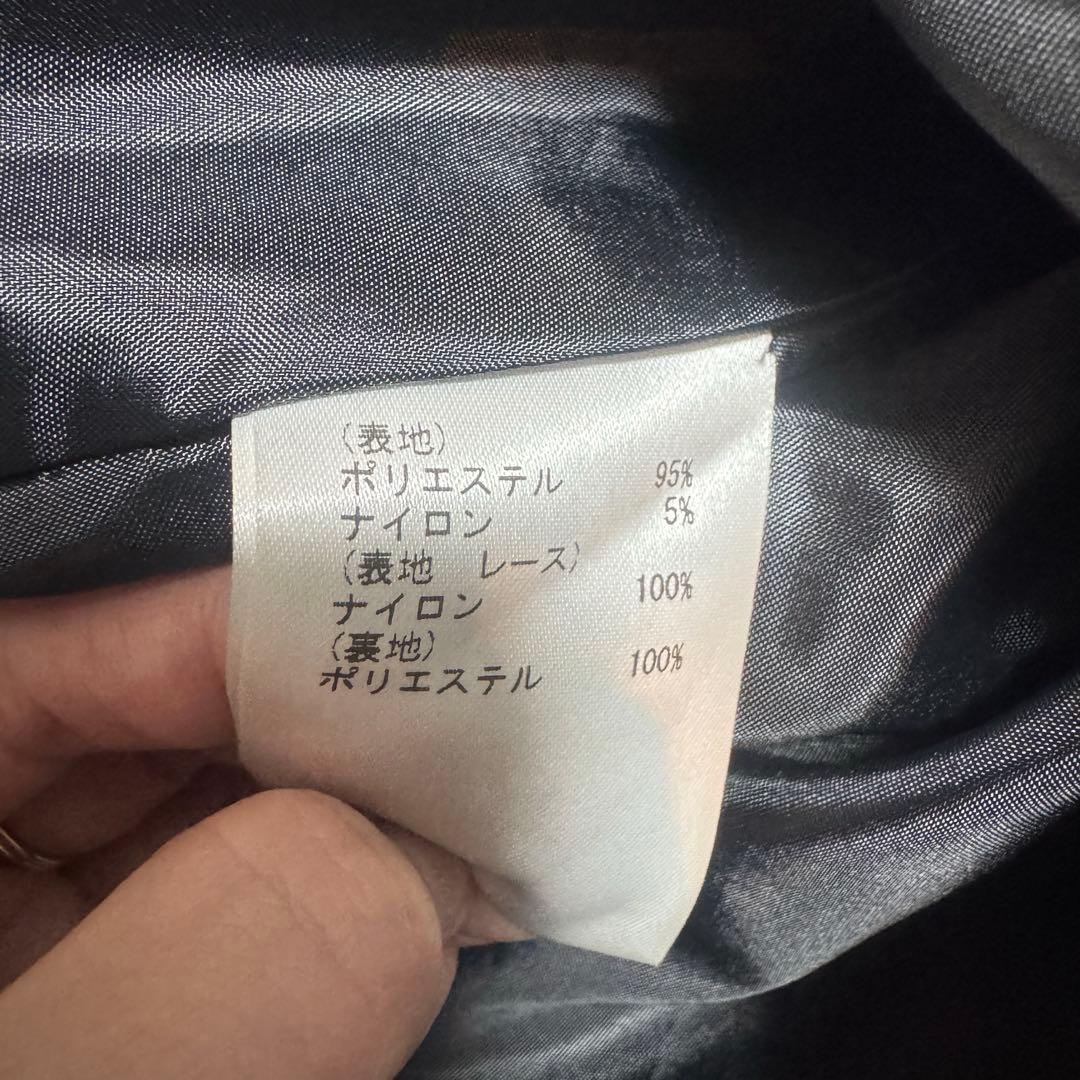 (表地)
ポリエステル 95%
ナイロン 5%
(表地 レース)
ナイロン 100%
(裏地)
ポリエステル 100%